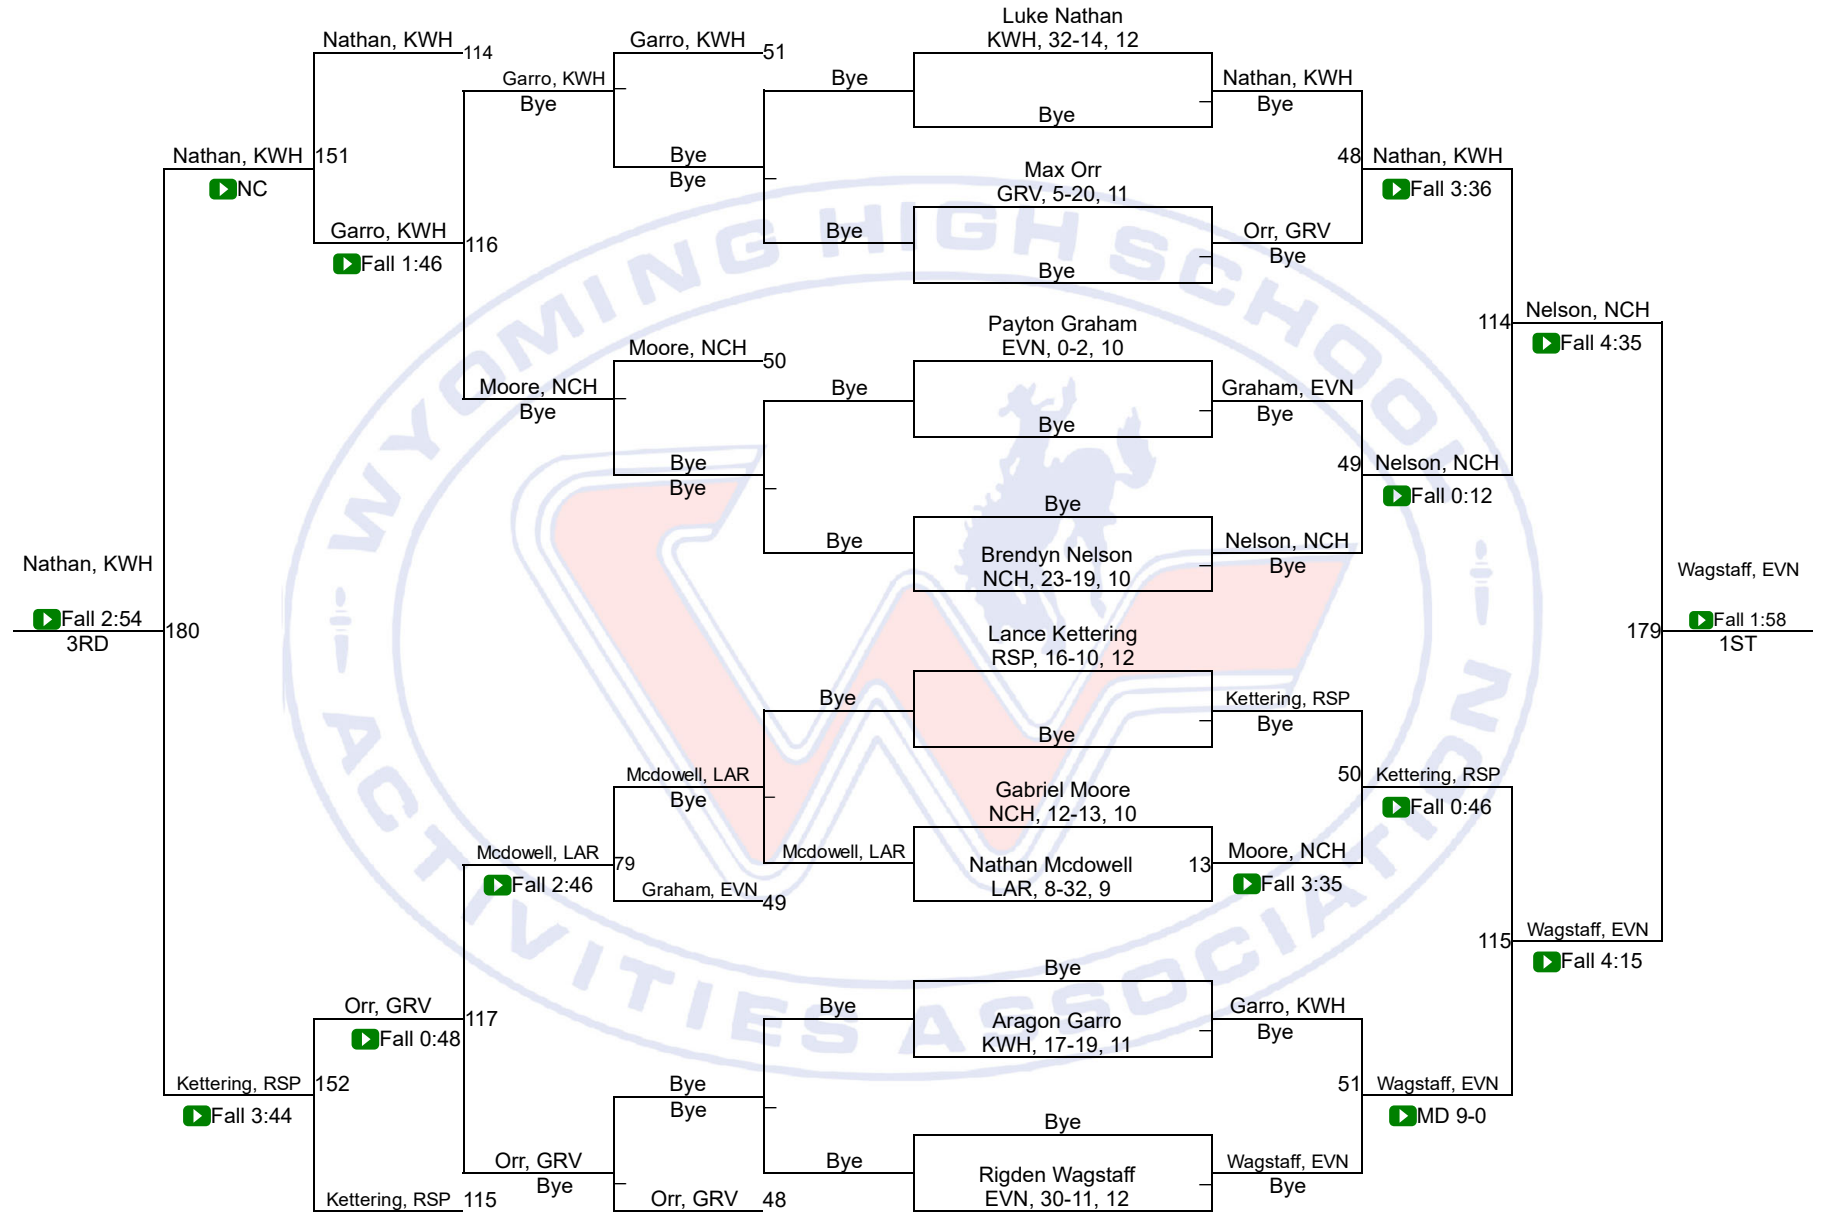 Luke Nathan
KWH, 32-14, 12
Nathan, KWH
114
Garro, KWH
51
Garro, KWH
Bye
Bye
Bye
Nathan, KWH
Bye
Nathan, KWH
151
NC
Bye
Bye
Max Orr
GRV, 5-20, 11
48
Nathan, KWH
Fall 3:36
Garro, KWH
116
Fall 1:46
Bye
Bye
Orr, GRV
Bye
WYOMING HIGH SCHOOL
ACTIVITIES ASSOCIATION
Payton Graham
EVN, 0-2, 10
114
Nelson, NCH
Fall 4:35
Moore, NCH
50
Moore, NCH
Bye
Bye
Bye
Graham, EVN
Bye
Bye
Bye
49
Nelson, NCH
Fall 0:12
Bye
Bye
Brendyn Nelson
NCH, 23-19, 10
Nelson, NCH
Bye
Nathan, KWH
Fall 2:54
3RD
180
Wagstaff, EVN
179
Fall 1:58
1ST
Lance Kettering
RSP, 16-10, 12
Bye
Bye
Kettering, RSP
Bye
Mcdowell, LAR
Bye
Gabriel Moore
NCH, 12-13, 10
50
Kettering, RSP
Fall 0:46
Mcdowell, LAR
79
Fall 2:46
Mcdowell, LAR
Nathan Mcdowell
LAR, 8-32, 9
13
Moore, NCH
Fall 3:35
Graham, EVN
49
115
Wagstaff, EVN
Fall 4:15
Bye
Orr, GRV
117
Fall 0:48
Bye
Aragon Garro
KWH, 17-19, 11
Garro, KWH
Bye
Kettering, RSP
152
Fall 3:44
Bye
Bye
51
Wagstaff, EVN
MD 9-0
Bye
Orr, GRV
Bye
Bye
Rigden Wagstaff
EVN, 30-11, 12
Wagstaff, EVN
Bye
Kettering, RSP
115
Orr, GRV
48